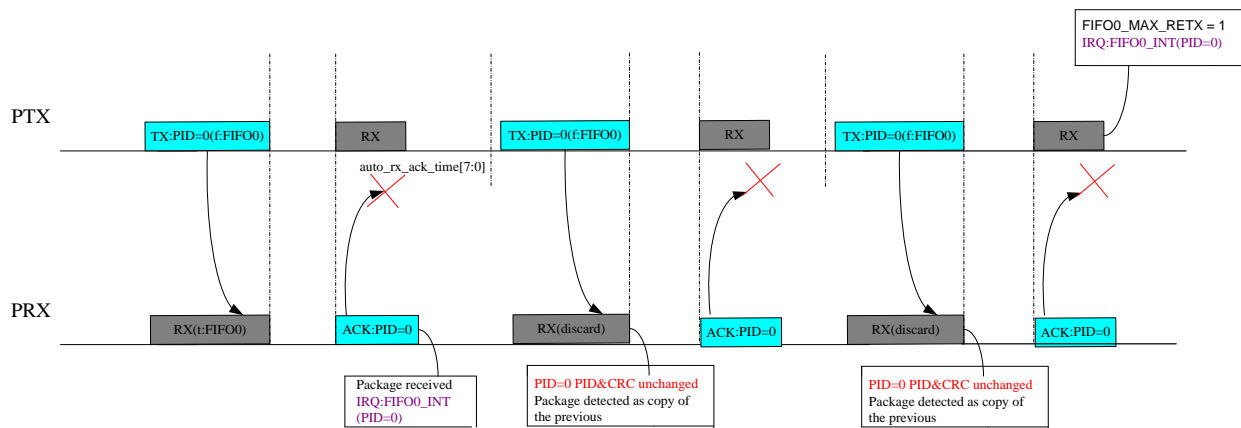 FIFO0_MAX_RETX = 1
IRQ:FIFO0_INT(PID=0)
PTX
TX:PID=0(f:FIFO0)
RX
TX:PID=0(f:FIFO0)
RX
TX:PID=0(f:FIFO0)
RX
auto_rx_ack_time[7:0]
PRX
RX(t:FIFO0)
ACK:PID=0
RX(discard)
ACK:PID=0
RX(discard)
ACK:PID=0
Package received
IRQ:FIFO0_INT
(PID=0)
PID=0 PID&CRC unchanged
Package detected as copy of
the previous
PID=0 PID&CRC unchanged
Package detected as copy of
the previous